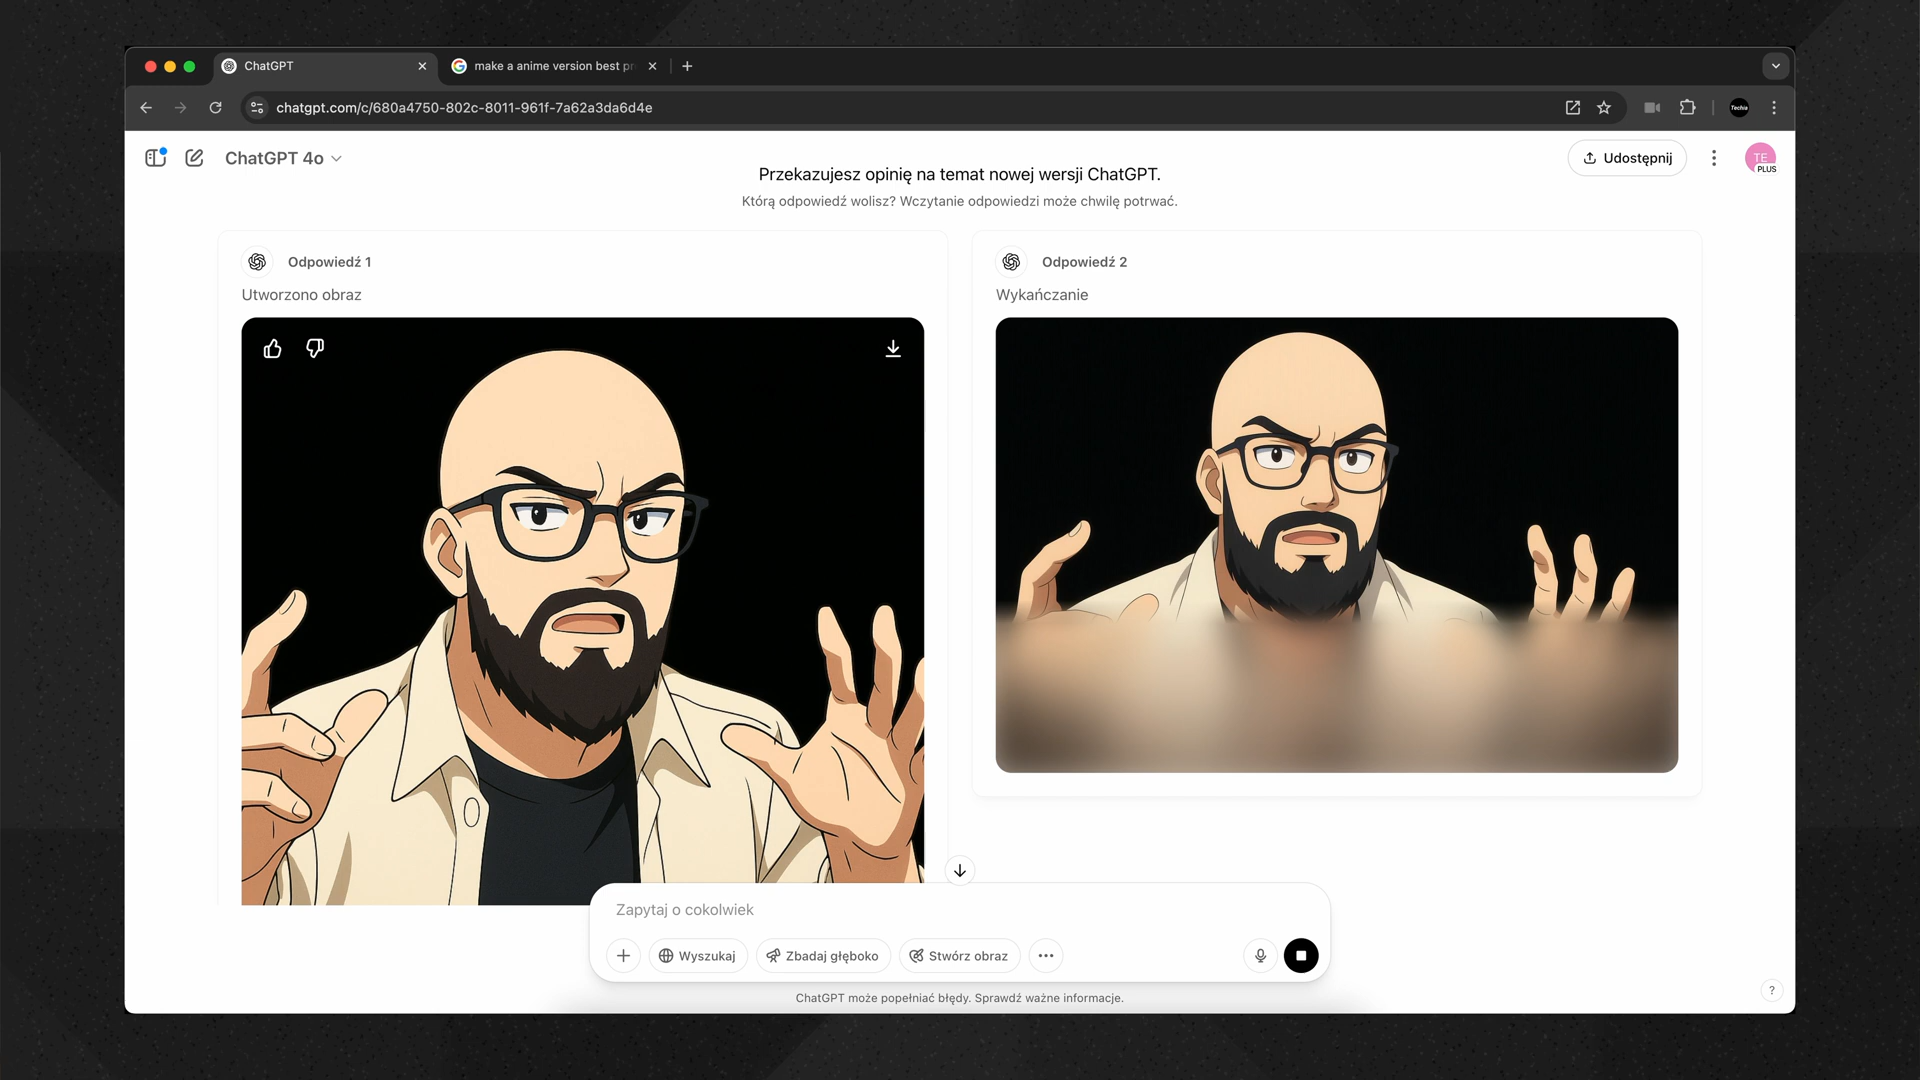 ChatGPT
make a anime version best pr
chatgpt.com/c/680a4750-802c-8011-961f-7a62a3da6d4e
Techia
ChatGPT 4o
Przekazujesz opinię na temat nowej wersji ChatGPT.
Która odpowiedź wolisz? Wczytanie odpowiedzi może chwilę potrwać.
Udostępnij
TE
PLUS
Odpowiedź 1
Utworzono obraz
Odpowiedź 2
Wykańczanie
Zapytaj o cokolwiek
Wyszukaj
Zbadaj głęboko
Stwórz obraz
ChatGPT może popełniać błędy. Sprawdź ważne informacje.
?